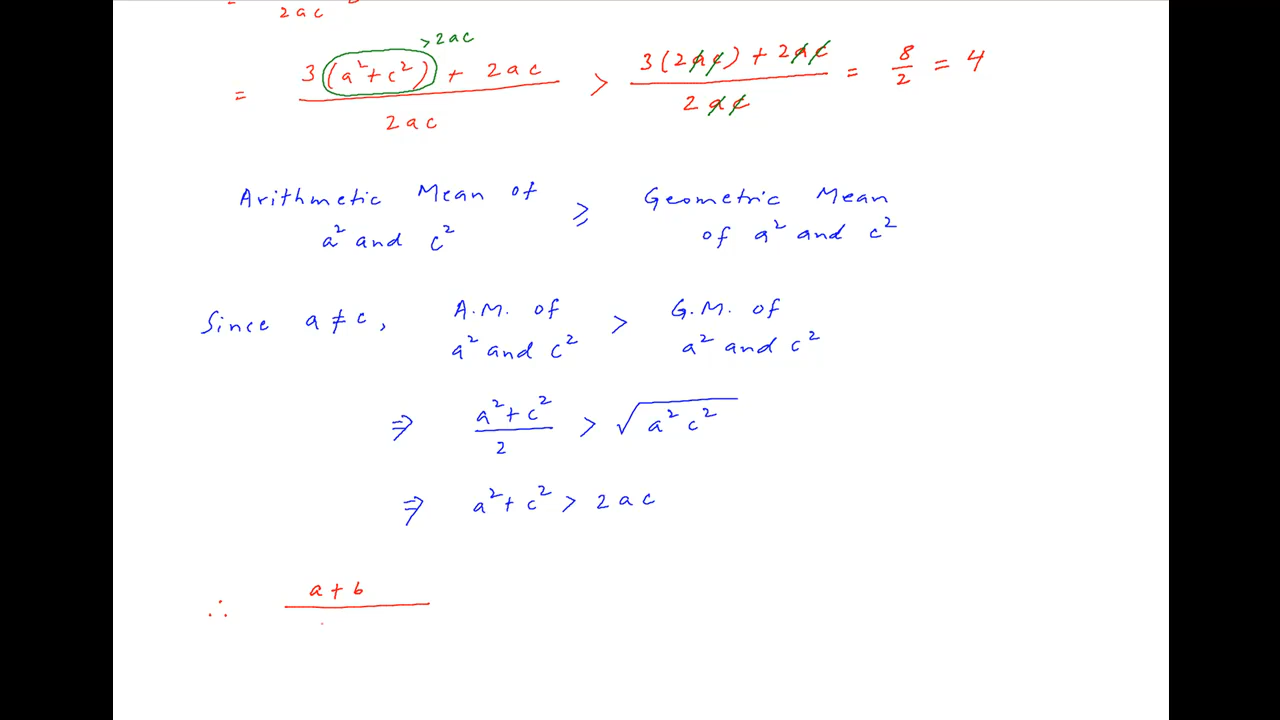 2ac
>2ac
= 3(a²+c²) + 2ac / 2ac > 3(2ac) + 2ac / 2ac = 8/2 = 4
Arithmetic Mean of a² and c² ≥ Geometric Mean of a² and c²
Since a ≠ c, A.M. of a² and c² > G.M. of a² and c²
⇒ a²+c² / 2 > √a²c²
⇒ a²+c² > 2ac
∴ a+b